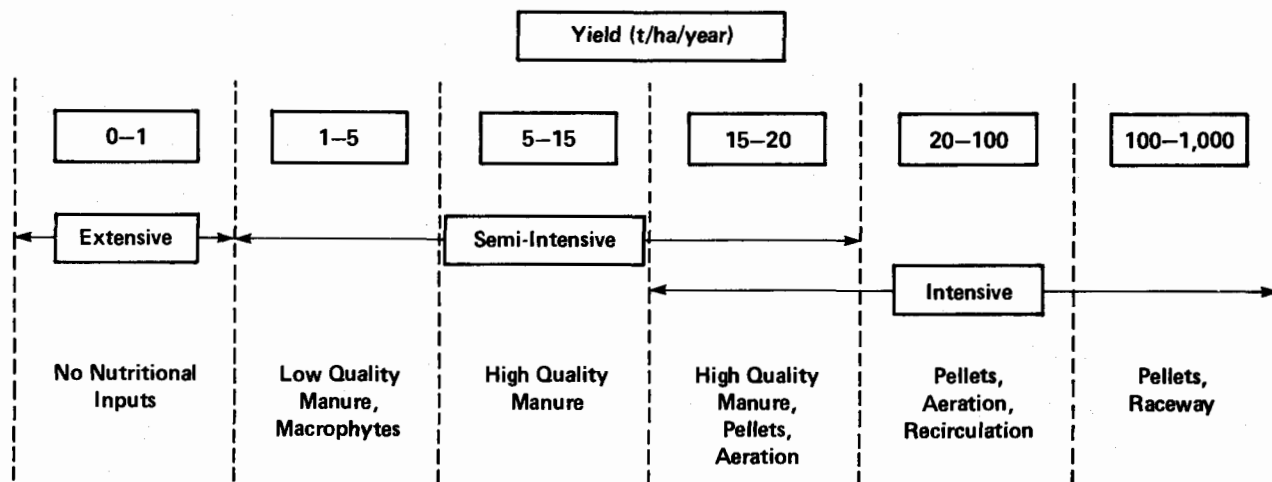 Yield (t/ha/year)
0–1
1–5
5–15
15–20
20–100
100–1,000
Extensive
Semi-Intensive
Intensive
No Nutritional
Inputs
Low Quality
Manure,
Macrophytes
High Quality
Manure
High Quality
Manure,
Pellets,
Aeration
Pellets,
Aeration,
Recirculation
Pellets,
Raceway